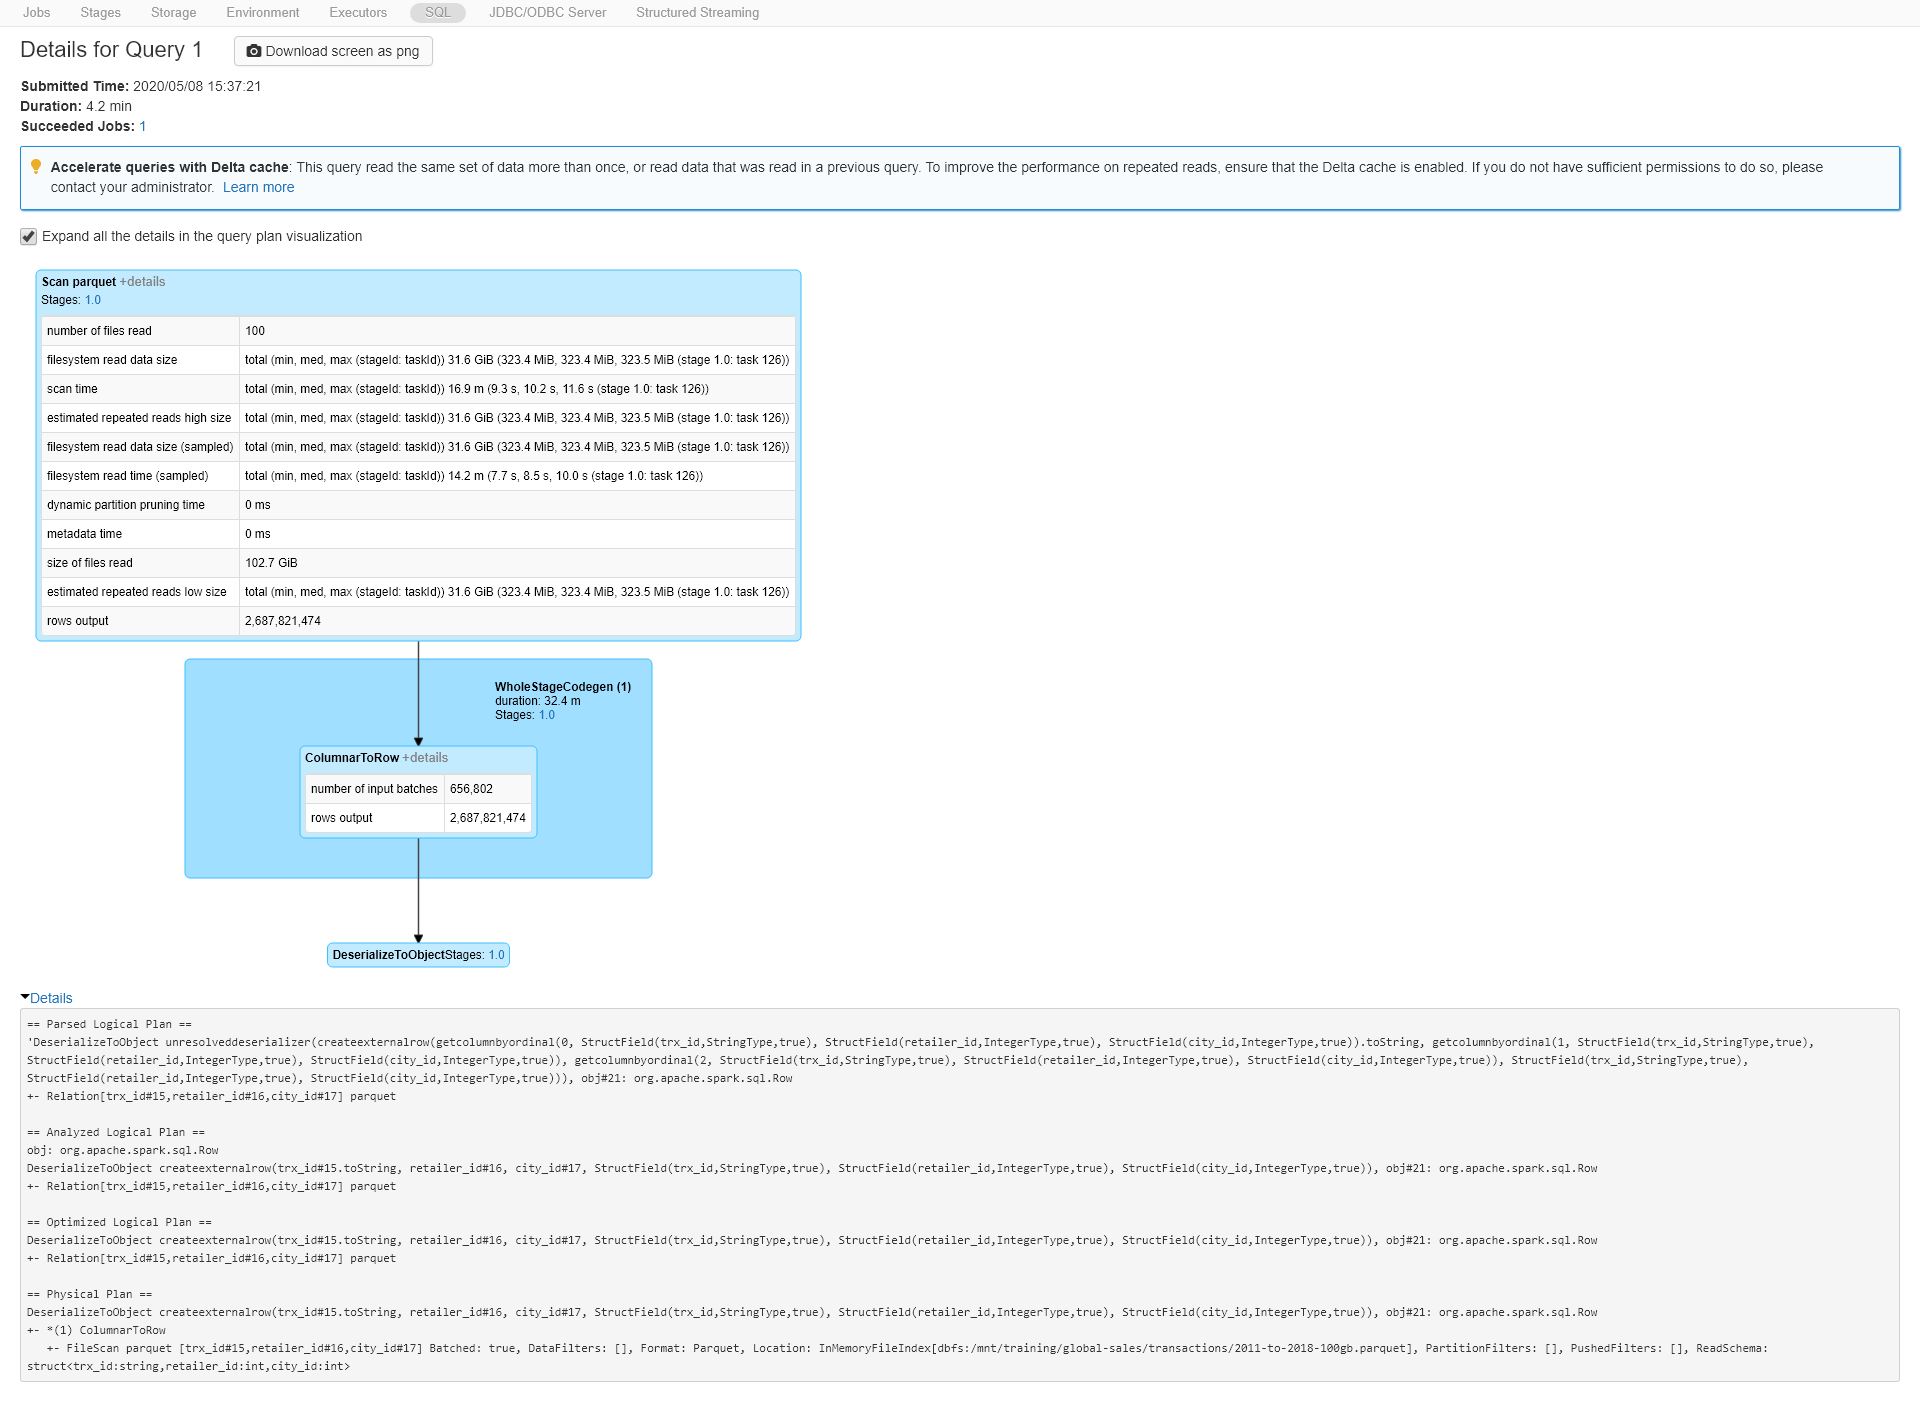 Jobs Stages Storage Environment Executors SQL JDBC/ODBC Server Structured Streaming
Details for Query 1 Download screen as png
Submitted Time: 2020/05/08 15:37:21
Duration: 4.2 min
Succeeded Jobs: 1
Accelerate queries with Delta cache: This query read the same set of data more than once, or read data that was read in a previous query. To improve the performance on repeated reads, ensure that the Delta cache is enabled. If you do not have sufficient permissions to do so, please
contact your administrator. Learn more
Expand all the details in the query plan visualization
Scan parquet +details
Stages: 1.0
number of files read 100
filesystem read data size total (min, med, max (stageId: taskId)) 31.6 GiB (323.4 MiB, 323.4 MiB, 323.5 MiB (stage 1.0: task 126))
scan time total (min, med, max (stageId: taskId)) 16.9 m (9.3 s, 10.2 s, 11.6 s (stage 1.0: task 126))
estimated repeated reads high size total (min, med, max (stageId: taskId)) 31.6 GiB (323.4 MiB, 323.4 MiB, 323.5 MiB (stage 1.0: task 126))
filesystem read data size (sampled) total (min, med, max (stageId: taskId)) 31.6 GiB (323.4 MiB, 323.4 MiB, 323.5 MiB (stage 1.0: task 126))
filesystem read time (sampled) total (min, med, max (stageId: taskId)) 14.2 m (7.7 s, 8.5 s, 10.0 s (stage 1.0: task 126))
dynamic partition pruning time 0 ms
metadata time 0 ms
size of files read 102.7 GiB
estimated repeated reads low size total (min, med, max (stageId: taskId)) 31.6 GiB (323.4 MiB, 323.4 MiB, 323.5 MiB (stage 1.0: task 126))
rows output 2,687,821,474
WholeStageCodegen (1)
duration: 32.4 m
Stages: 1.0
ColumnarToRow +details
number of input batches 656,802
rows output 2,687,821,474
DeserializeToObjectStages: 1.0
Details
== Parsed Logical Plan ==
'DeserializeToObject unresolveddeserializer(createexternalrow(getcolumnbyordinal(0, StructField(trx_id,StringType,true), StructField(retailer_id,IntegerType,true), StructField(city_id,IntegerType,true)).toString, getcolumnbyordinal(1, StructField(trx_id,StringType,true),
StructField(retailer_id,IntegerType,true), StructField(city_id,IntegerType,true)), getcolumnbyordinal(2, StructField(trx_id,StringType,true), StructField(retailer_id,IntegerType,true), StructField(city_id,IntegerType,true)), StructField(trx_id,StringType,true),
StructField(retailer_id,IntegerType,true), StructField(city_id,IntegerType,true))), obj#21: org.apache.spark.sql.Row
+- Relation[trx_id#15,retailer_id#16,city_id#17] parquet
== Analyzed Logical Plan ==
obj: org.apache.spark.sql.Row
DeserializeToObject createexternalrow(trx_id#15.toString, retailer_id#16, city_id#17, StructField(trx_id,StringType,true), StructField(retailer_id,IntegerType,true), StructField(city_id,IntegerType,true)), obj#21: org.apache.spark.sql.Row
+- Relation[trx_id#15,retailer_id#16,city_id#17] parquet
== Optimized Logical Plan ==
DeserializeToObject createexternalrow(trx_id#15.toString, retailer_id#16, city_id#17, StructField(trx_id,StringType,true), StructField(retailer_id,IntegerType,true), StructField(city_id,IntegerType,true)), obj#21: org.apache.spark.sql.Row
+- Relation[trx_id#15,retailer_id#16,city_id#17] parquet
== Physical Plan ==
DeserializeToObject createexternalrow(trx_id#15.toString, retailer_id#16, city_id#17, StructField(trx_id,StringType,true), StructField(retailer_id,IntegerType,true), StructField(city_id,IntegerType,true)), obj#21: org.apache.spark.sql.Row
+- *(1) ColumnarToRow
+- FileScan parquet [trx_id#15,retailer_id#16,city_id#17] Batched: true, DataFilters: [], Format: Parquet, Location: InMemoryFileIndex[dbfs:/mnt/training/global-sales/transactions/2011-to-2018-100gb.parquet], PartitionFilters: [], PushedFilters: [], ReadSchema:
struct<trx_id:string,retailer_id:int,city_id:int>